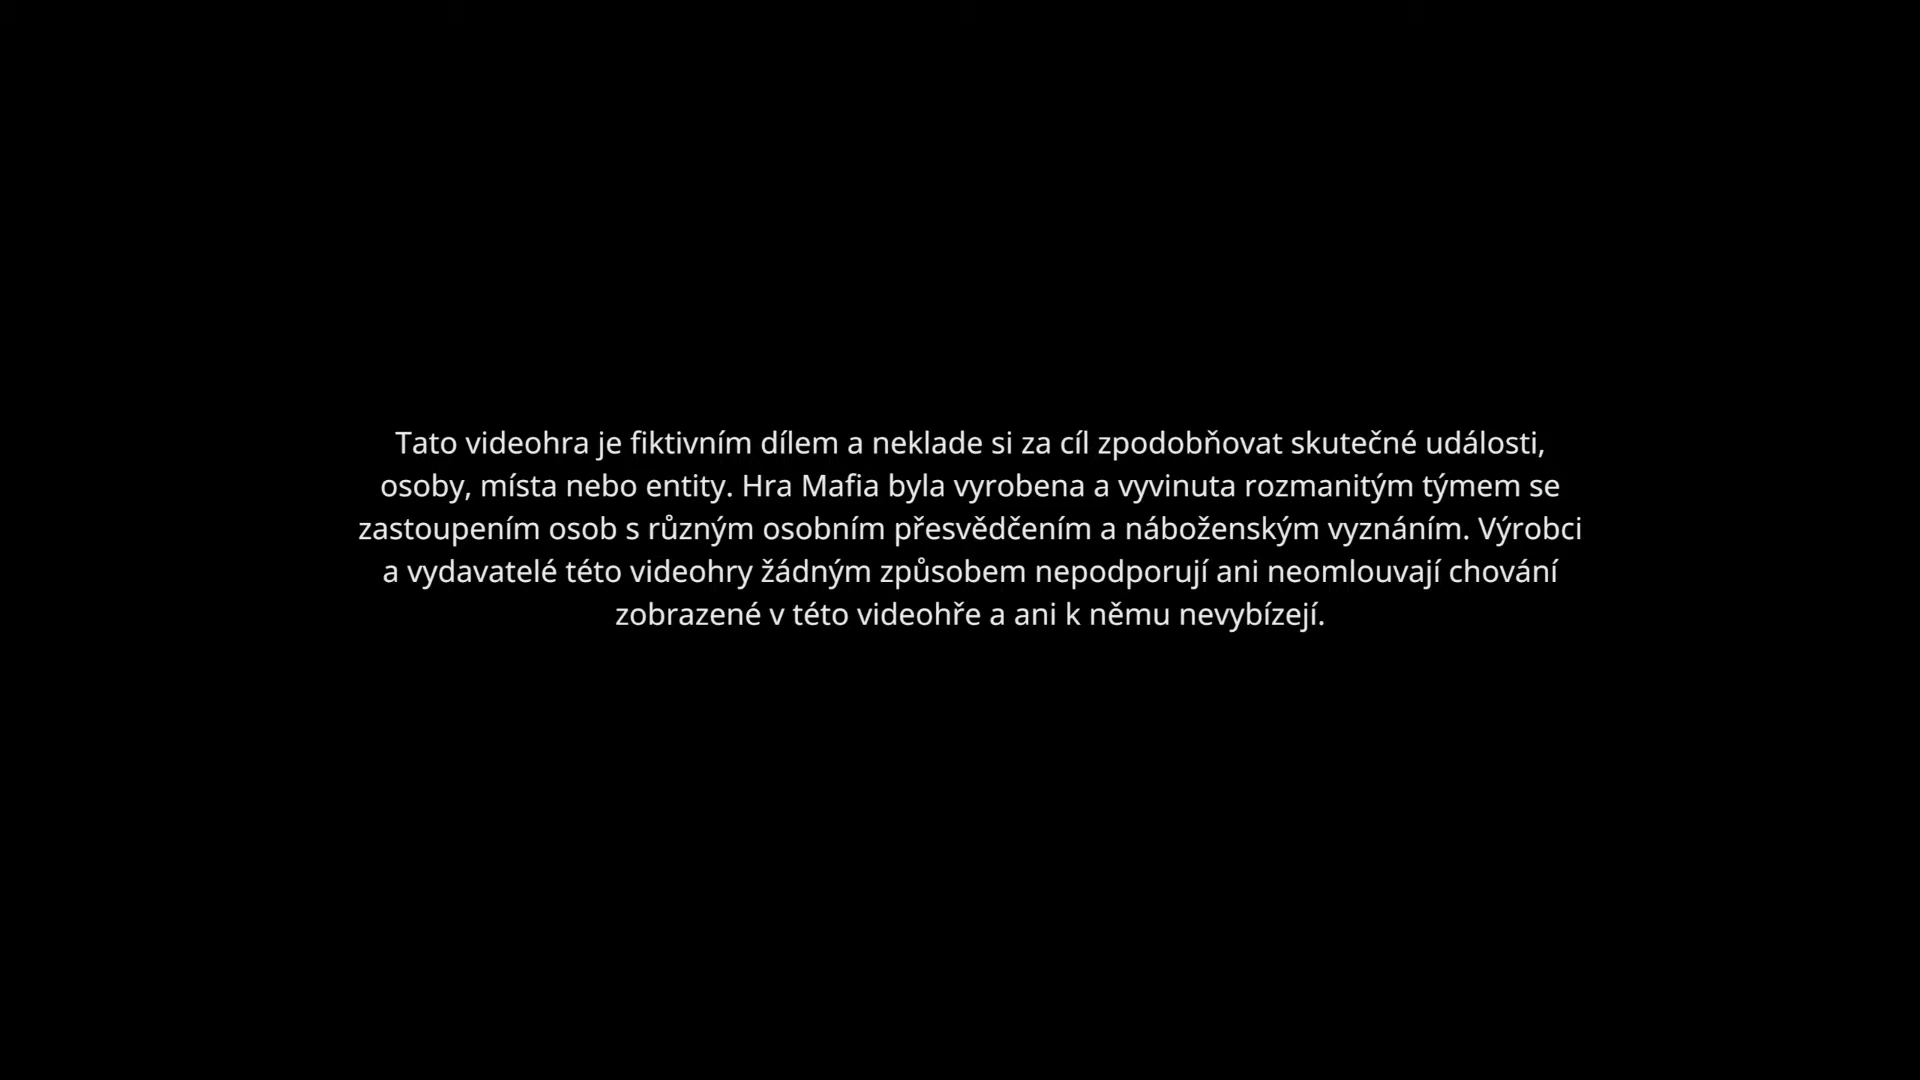 Tato videohra je fiktivním dílem a neklade si za cíl zpodobňovat skutečné události,
osoby, místa nebo entity. Hra Mafia byla vyrobena a vyvinuta rozmanitým týmem se
zastoupením osob s různým osobním přesvědčením a náboženským vyznáním. Výrobci
a vydavatelé této videohry žádným způsobem nepodporují ani neomlouvají chování
zobrazené v této videohře a ani k němu nevybízejí.